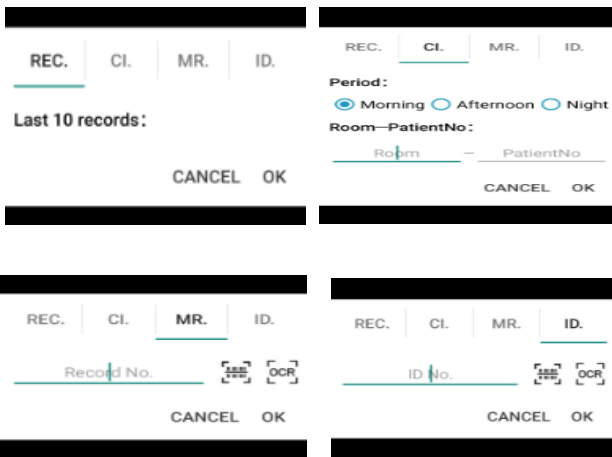 REC. CI. MR. ID.
Last 10 records:
CANCEL OK
REC. CI. MR. ID.
Period:
Morning Afternoon Night
Room—PatientNo:
Room – PatientNo
CANCEL OK
REC. CI. MR. ID.
Record No. OCR
CANCEL OK
REC. CI. MR. ID.
ID No. OCR
CANCEL OK